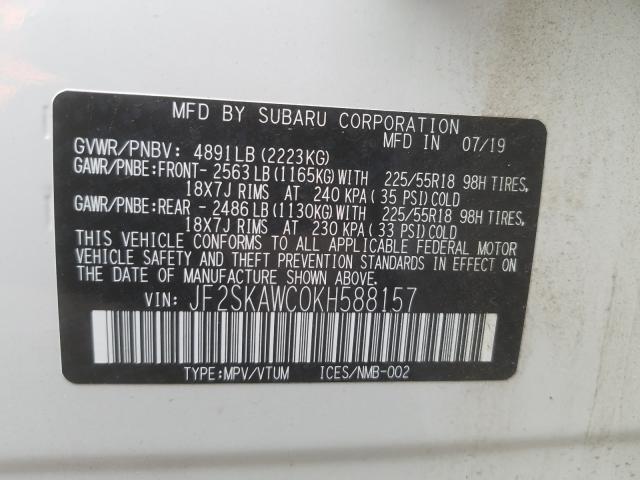 MFD BY SUBARU CORPORATION
GVWR/PNBV: 4891LB (2223KG) MFD IN 07/19
GAWR/PNBE:FRONT- 2563LB (1165KG)WITH 225/55R18 98H TIRES,
18X7J RIMS AT 240 KPA (35 PSI)COLD
GAWR/PNBE:REAR - 2486LB (1130KG)WITH 225/55R18 98H TIRES,
18X7J RIMS AT 230 KPA (33 PSI)COLD
THIS VEHICLE CONFORMS TO ALL APPLICABLE FEDERAL MOTOR
VEHICLE SAFETY AND THEFT PREVENTION STANDARDS IN EFFECT ON
THE DATE OF MANUFACTURE SHOWN ABOVE.
VIN: JF2SKAWC0KH588157
TYPE:MPV/VTUM ICES/NMB-002